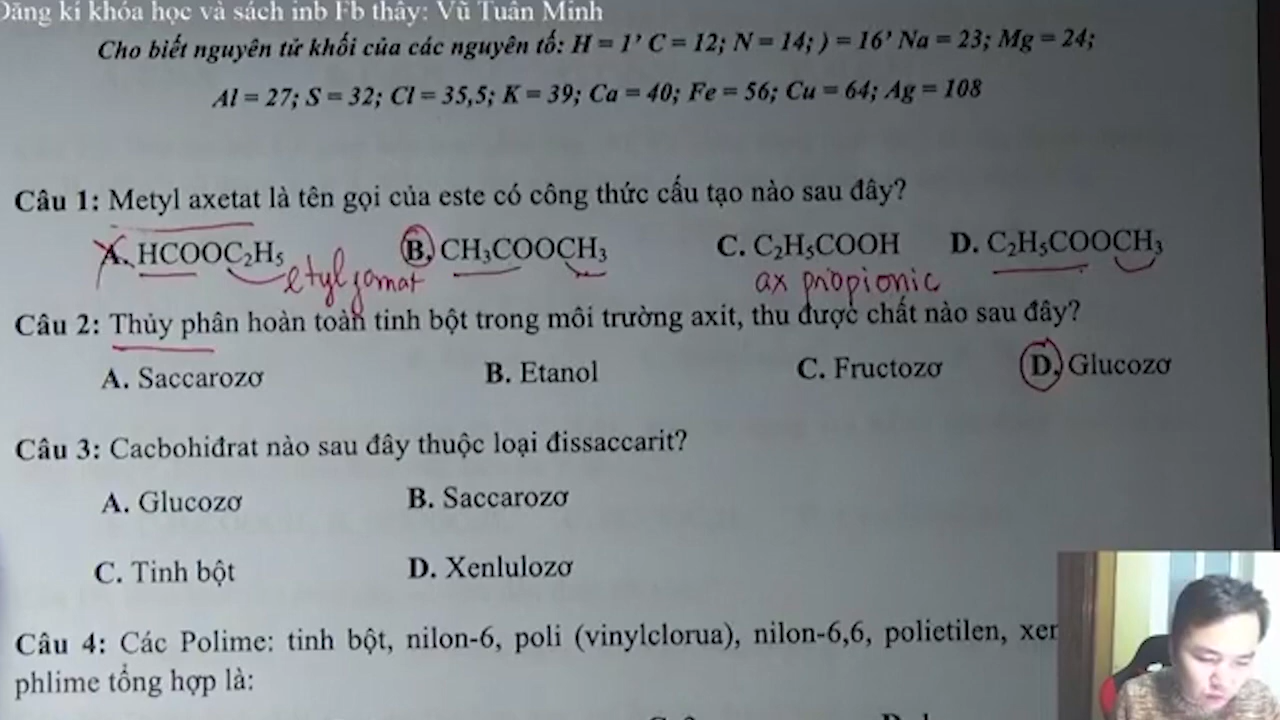 Đăng kí khóa học và sách inb Fb thầy: Vũ Tuấn Minh
Cho biết nguyên tử khối của các nguyên tố: H = 1’ C = 12; N = 14; ) = 16’ Na = 23; Mg = 24;
Al = 27; S = 32; Cl = 35,5; K = 39; Ca = 40; Fe = 56; Cu = 64; Ag = 108
Câu 1: Metyl axetat là tên gọi của este có công thức cấu tạo nào sau đây?
A. HCOOC₂H₅ B. CH₃COOCH₃ C. C₂H₅COOH D. C₂H₅COOCH₃
etyl fomat ax propionic
Câu 2: Thủy phân hoàn toàn tinh bột trong môi trường axit, thu được chất nào sau đây?
A. Saccarozơ B. Etanol C. Fructozơ D. Glucozơ
Câu 3: Cacbohiđrat nào sau đây thuộc loại đissaccarit?
A. Glucozơ B. Saccarozơ
C. Tinh bột D. Xenlulozơ
Câu 4: Các Polime: tinh bột, nilon-6, poli (vinylclorua), nilon-6,6, polietilen,
phlime tổng hợp là: